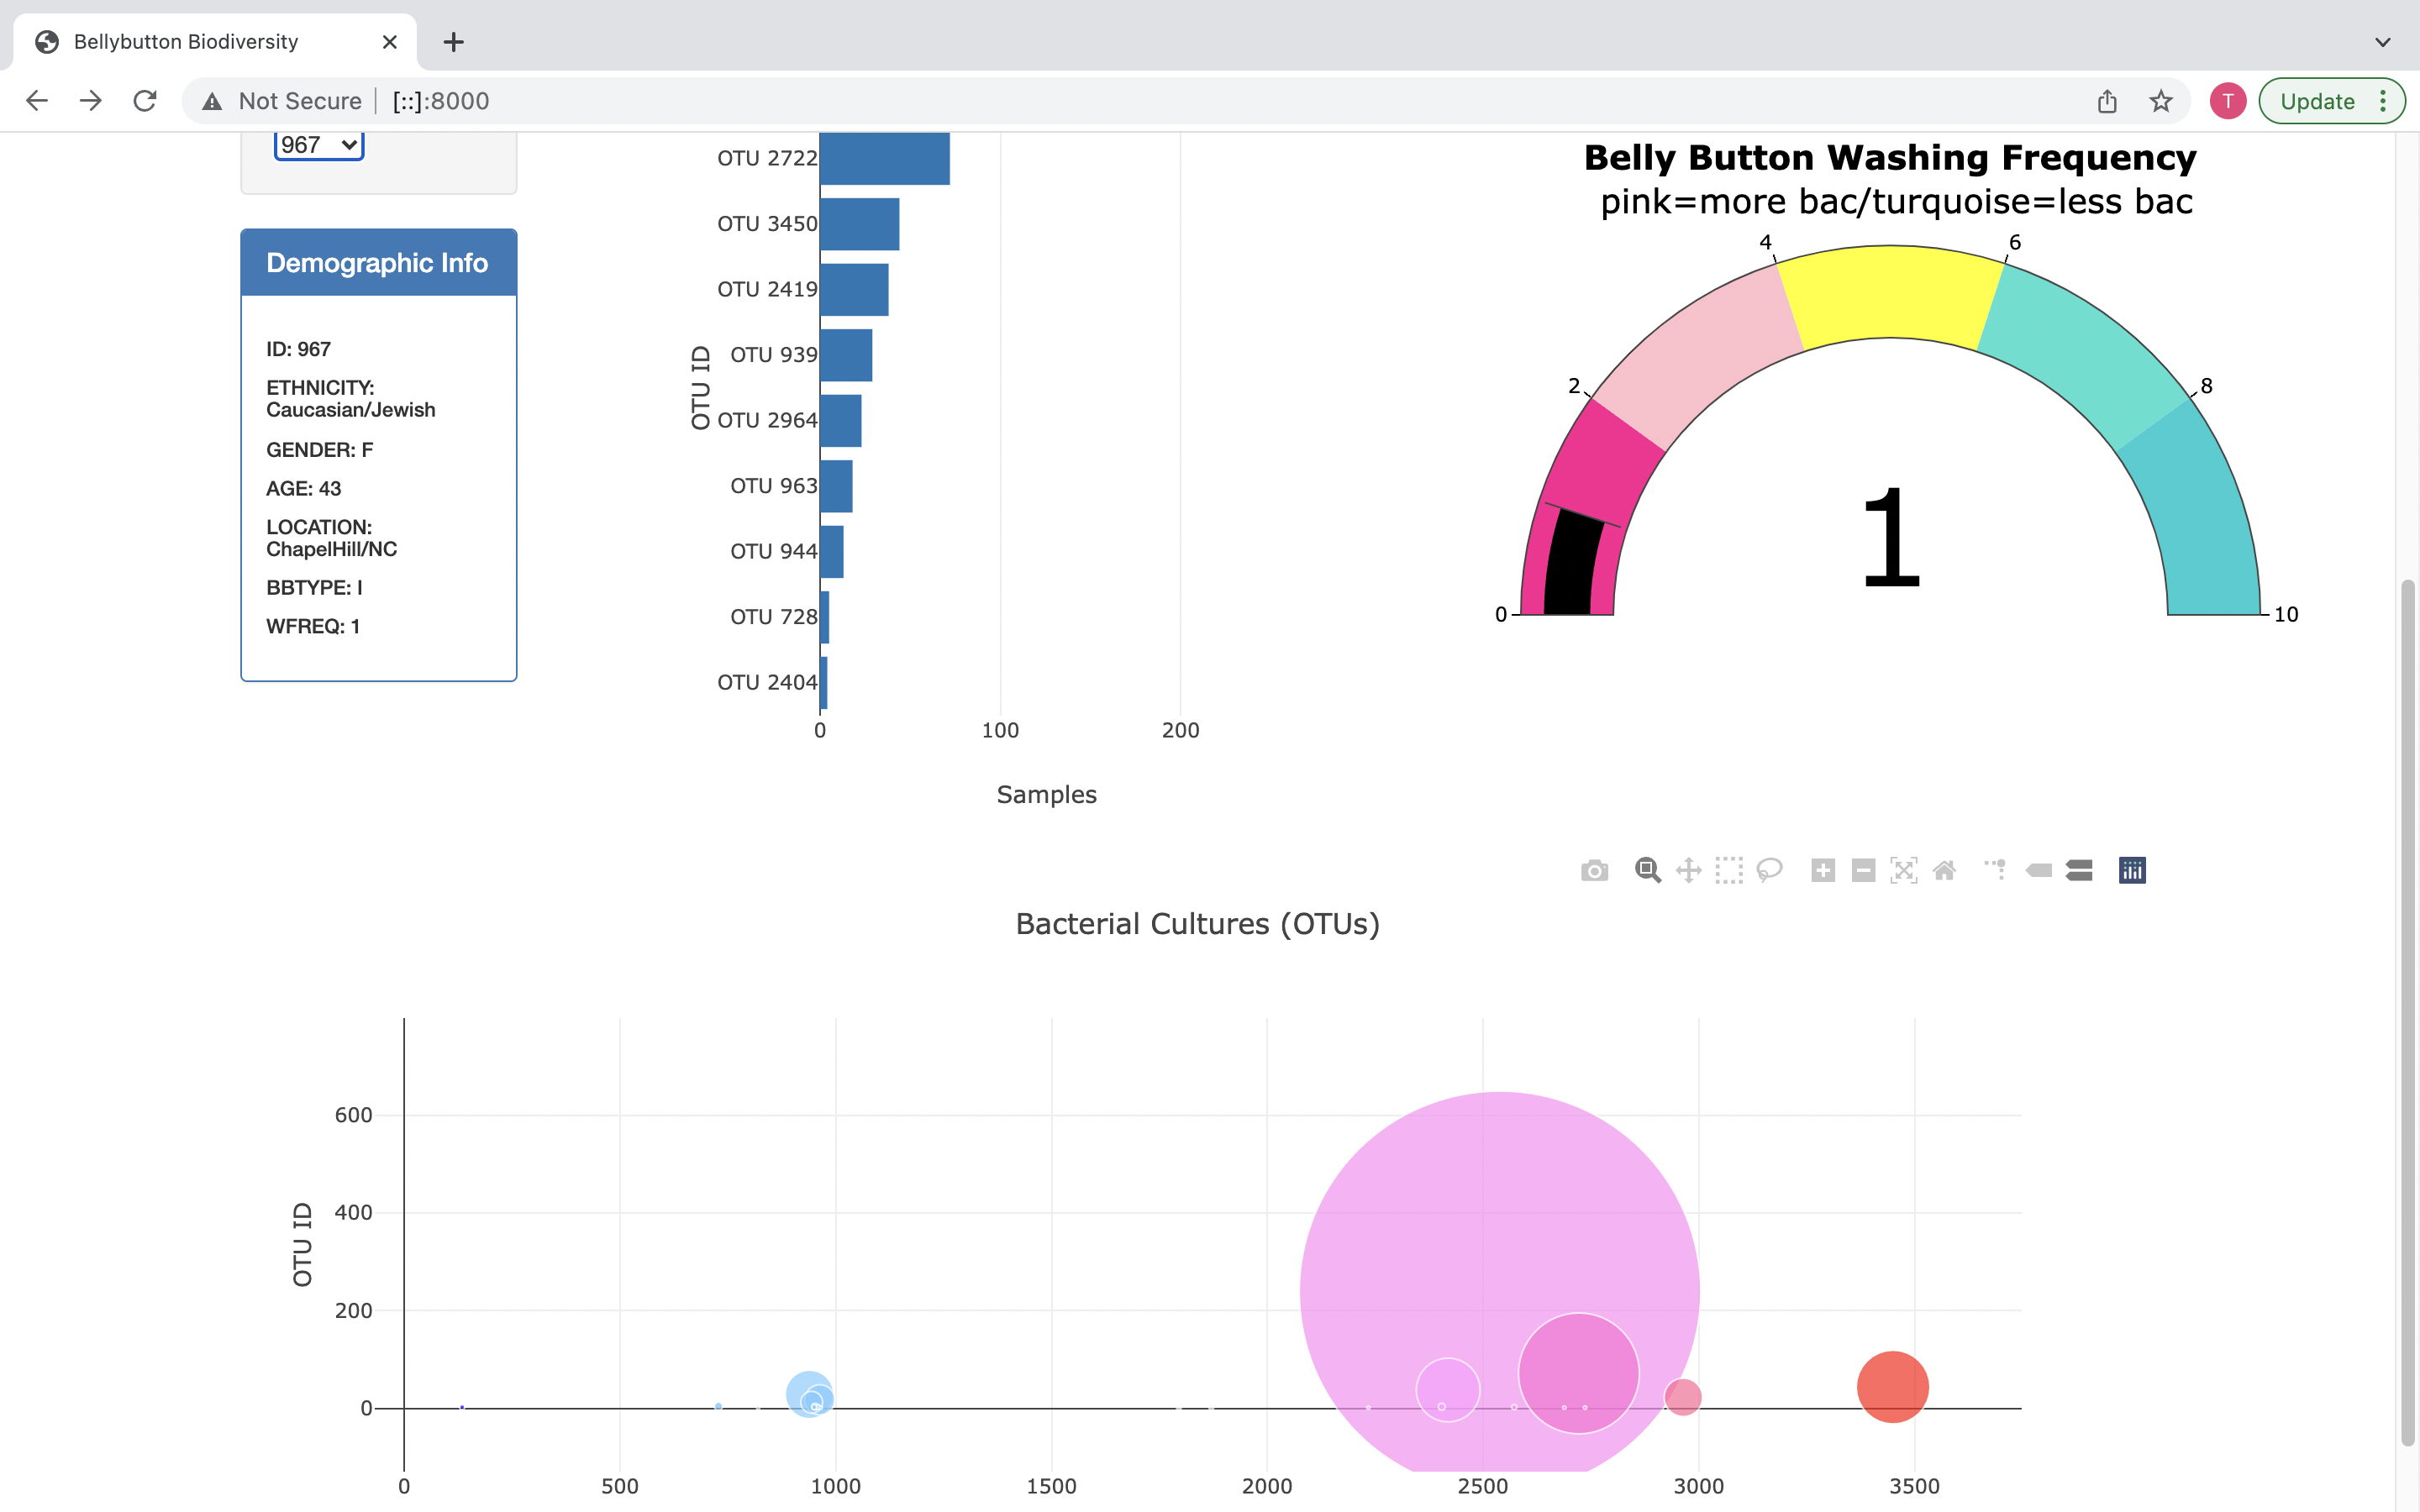 Bellybutton Biodiversity
Not Secure
[::]:8000
T
Update
967
Demographic Info
ID: 967
ETHNICITY:
Caucasian/Jewish
GENDER: F
AGE: 43
LOCATION:
ChapelHill/NC
BBTYPE: I
WFREQ: 1
OTU ID
OTU 2722
OTU 3450
OTU 2419
OTU 939
OTU 2964
OTU 963
OTU 944
OTU 728
OTU 2404
0 100 200
Samples
Belly Button Washing Frequency
pink=more bac/turquoise=less bac
0
2
4
6
8
10
1
Bacterial Cultures (OTUs)
OTU ID
600
400
200
0
0 500 1000 1500 2000 2500 3000 3500